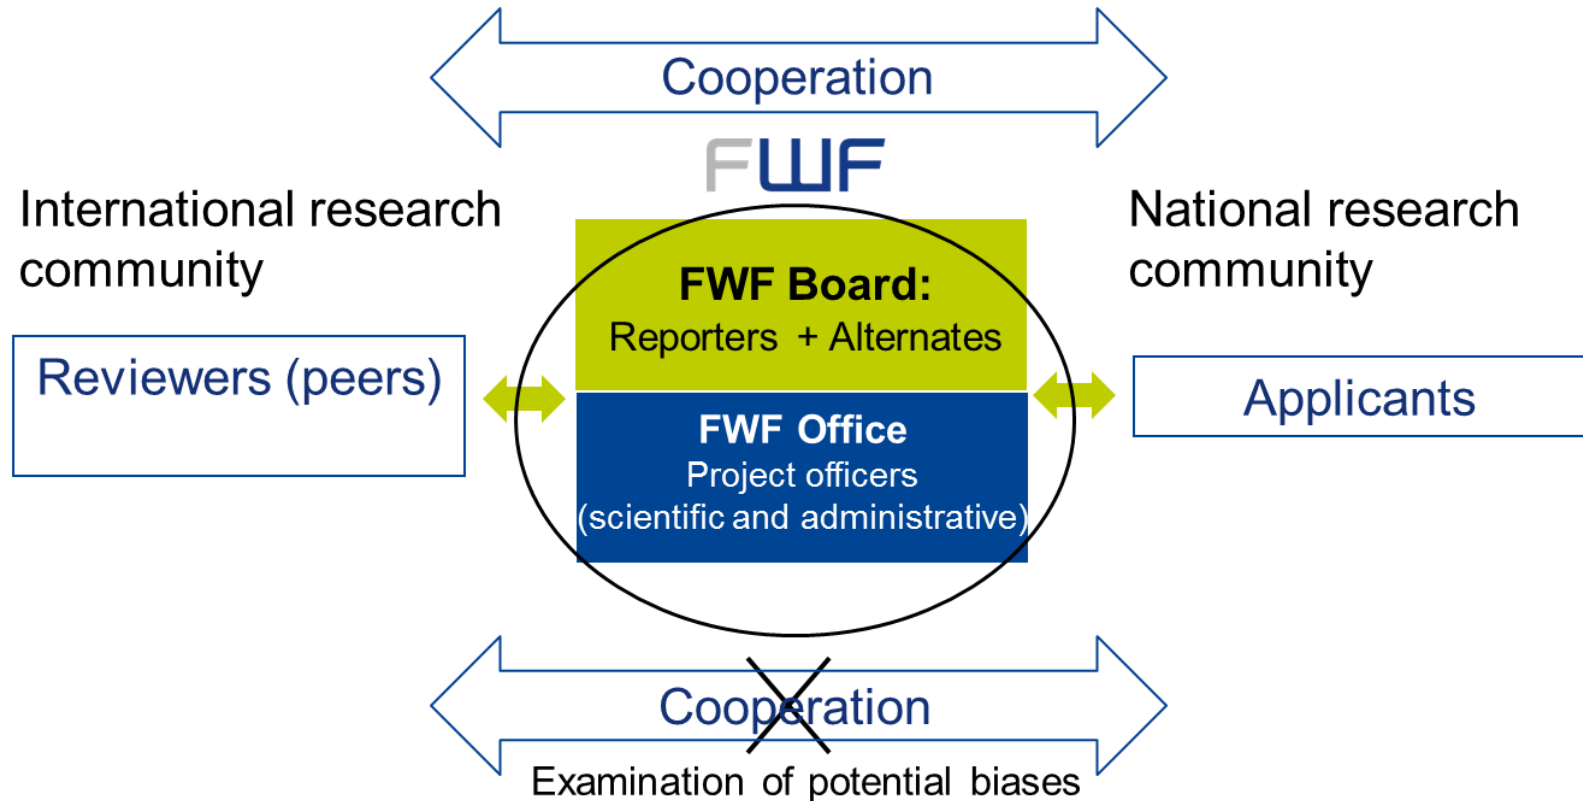 Cooperation
FWF
International research
community
National research
community
FWF Board:
Reporters + Alternates
Reviewers (peers)
Applicants
FWF Office
Project officers
(scientific and administrative)
Cooperation
Examination of potential biases